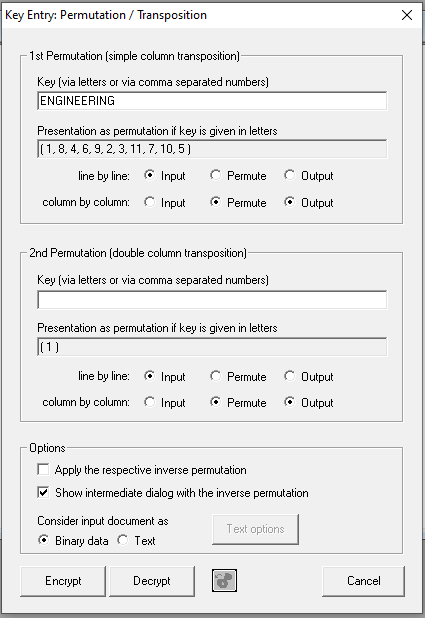 Key Entry: Permutation / Transposition
1st Permutation (simple column transposition)
Key (via letters or via comma separated numbers)
ENGINEERING
Presentation as permutation if key is given in letters
( 1, 8, 4, 6, 9, 2, 3, 11, 7, 10, 5 )
line by line: Input Permute Output
column by column: Input Permute Output
2nd Permutation (double column transposition)
Key (via letters or via comma separated numbers)
Presentation as permutation if key is given in letters
( 1 )
line by line: Input Permute Output
column by column: Input Permute Output
Options
Apply the respective inverse permutation
Show intermediate dialog with the inverse permutation
Consider input document as
Binary data Text
Text options
Encrypt Decrypt Cancel